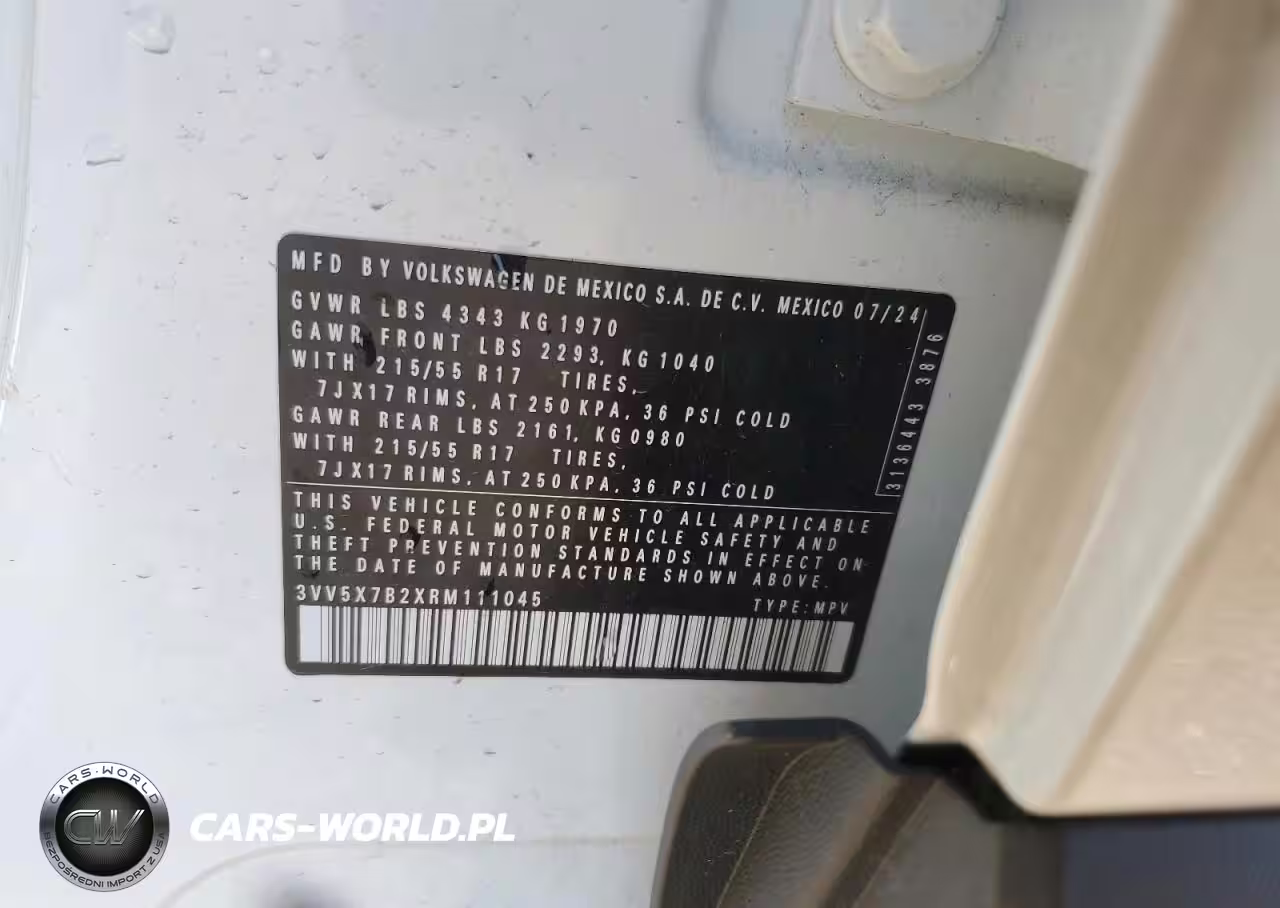 MFD BY VOLKSWAGEN DE MEXICO S.A. DE C.V. MEXICO 07/24
GVWR LBS 4343 KG 1970
GAWR FRONT LBS 2293, KG 1040
WITH 215/55 R17 TIRES,
7JX17 RIMS, AT 250 KPA, 36 PSI COLD
GAWR REAR LBS 2161, KG 0980
WITH 215/55 R17 TIRES,
7JX17 RIMS, AT 250 KPA, 36 PSI COLD
3136443 3876
THIS VEHICLE CONFORMS TO ALL APPLICABLE
U.S. FEDERAL MOTOR VEHICLE SAFETY AND
THEFT PREVENTION STANDARDS IN EFFECT ON
THE DATE OF MANUFACTURE SHOWN ABOVE.
3VV5X7B2XRM111045 TYPE: MPV
CARS-WORLD
CW
BEZPOŚREDNI IMPORT Z USA
CARS-WORLD.PL